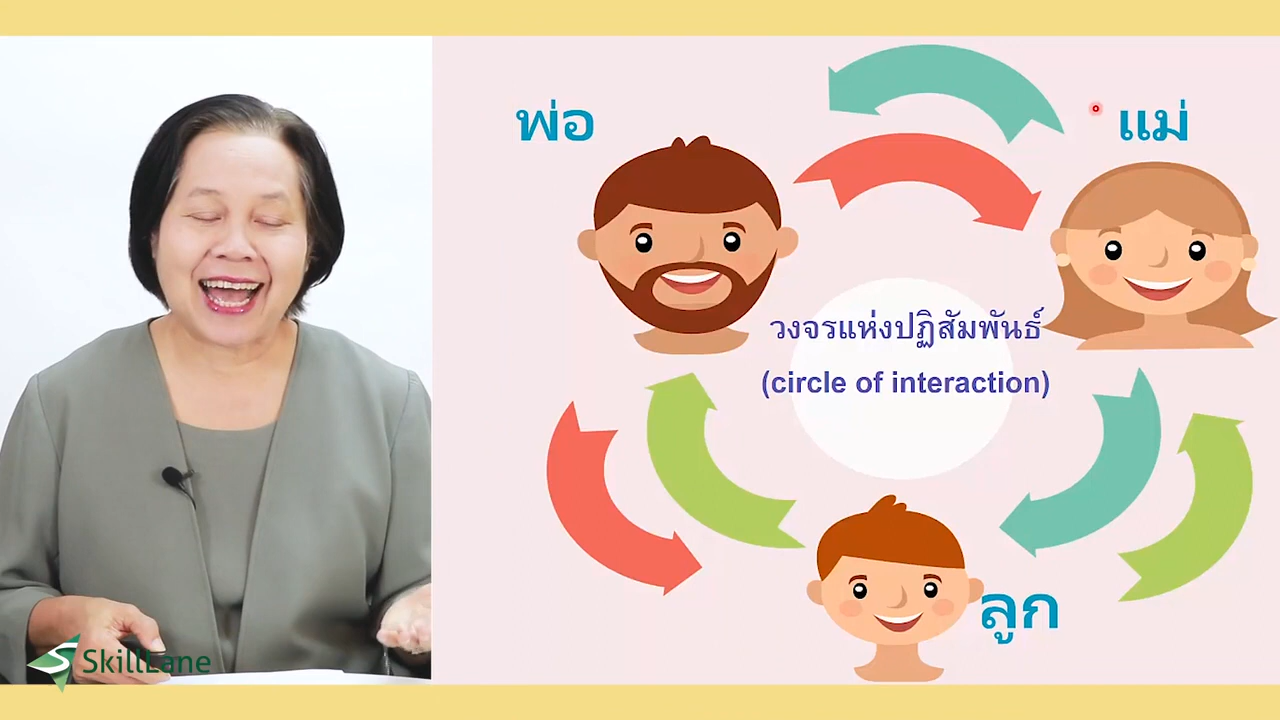 พ่อ
แม่
วงจรแห่งปฏิสัมพันธ์
(circle of interaction)
ลูก
SkillLane